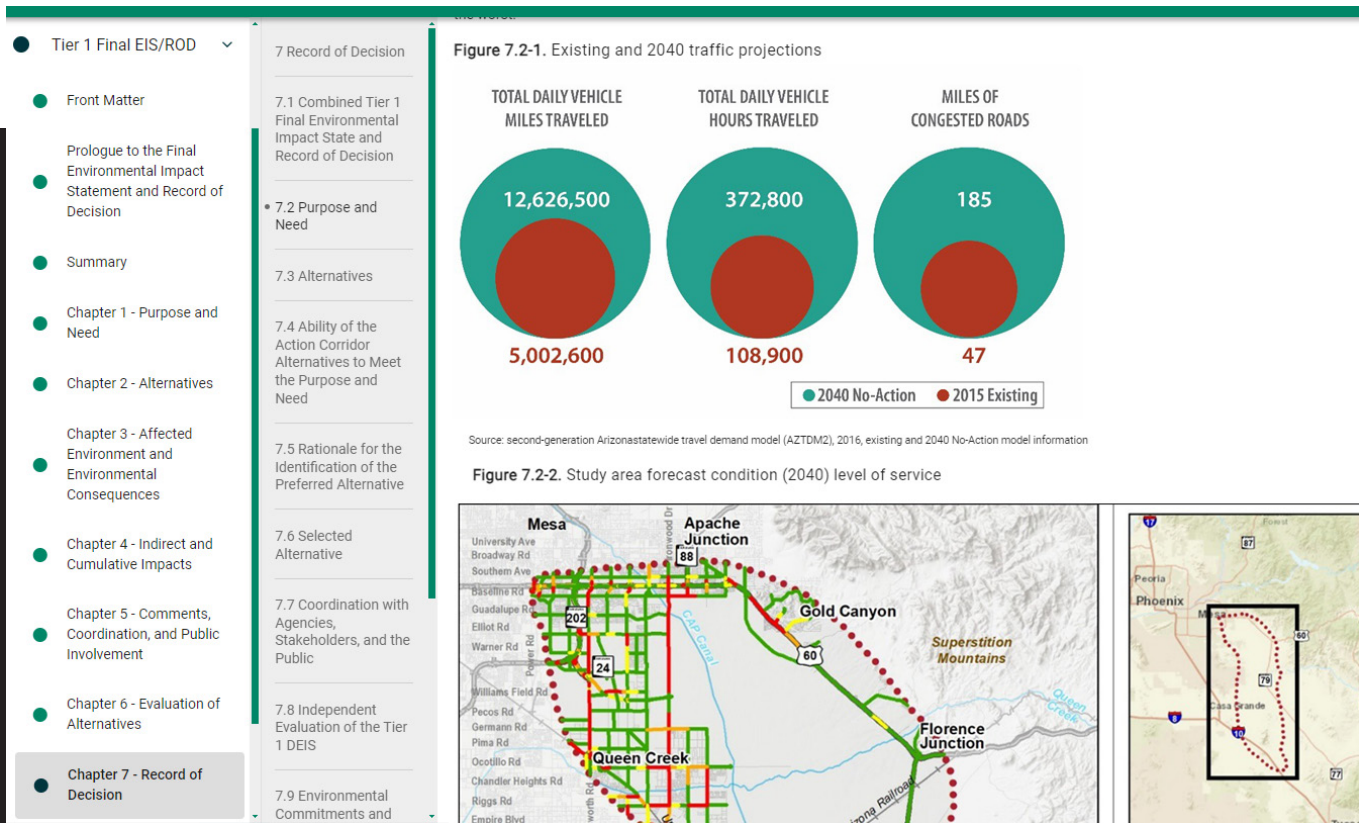 Tier 1 Final EIS/ROD
Front Matter
Prologue to the Final
Environmental Impact
Statement and Record of
Decision
Summary
Chapter 1 - Purpose and
Need
Chapter 2 - Alternatives
Chapter 3 - Affected
Environment and
Environmental
Consequences
Chapter 4 - Indirect and
Cumulative Impacts
Chapter 5 - Comments,
Coordination, and Public
Involvement
Chapter 6 - Evaluation of
Alternatives
Chapter 7 - Record of
Decision
7 Record of Decision
7.1 Combined Tier 1
Final Environmental
Impact State and
Record of Decision
7.2 Purpose and
Need
7.3 Alternatives
7.4 Ability of the
Action Corridor
Alternatives to Meet
the Purpose and
Need
7.5 Rationale for the
Identification of the
Preferred Alternative
7.6 Selected
Alternative
7.7 Coordination with
Agencies,
Stakeholders, and the
Public
7.8 Independent
Evaluation of the Tier
1 DEIS
7.9 Environmental
Commitments and
the worst.
Figure 7.2-1. Existing and 2040 traffic projections
TOTAL DAILY VEHICLE
MILES TRAVELED
12,626,500
5,002,600
TOTAL DAILY VEHICLE
HOURS TRAVELED
372,800
108,900
MILES OF
CONGESTED ROADS
185
47
2040 No-Action 2015 Existing
Source: second-generation Arizonastatewide travel demand model (AZTDM2), 2016, existing and 2040 No-Action model information
Figure 7.2-2. Study area forecast condition (2040) level of service
Mesa
Apache
Junction
University Ave
Broadway Rd
Southern Ave
Baseline Rd
Guadalupe Rd
Elliot Rd
Warner Rd
Power Rd
Williams Field Rd
Pecos Rd
Germann Rd
Pima Rd
Ocotillo Rd
Chandler Heights Rd
Riggs Rd
Empire Blvd
88
202
24
60
CAP Canal
Gold Canyon
Superstition
Mountains
Queen
Creek
Florence
Junction
Queen Creek
17
87
Peoria
Phoenix
Mesa
60
79
Casa Grande
8
10
77